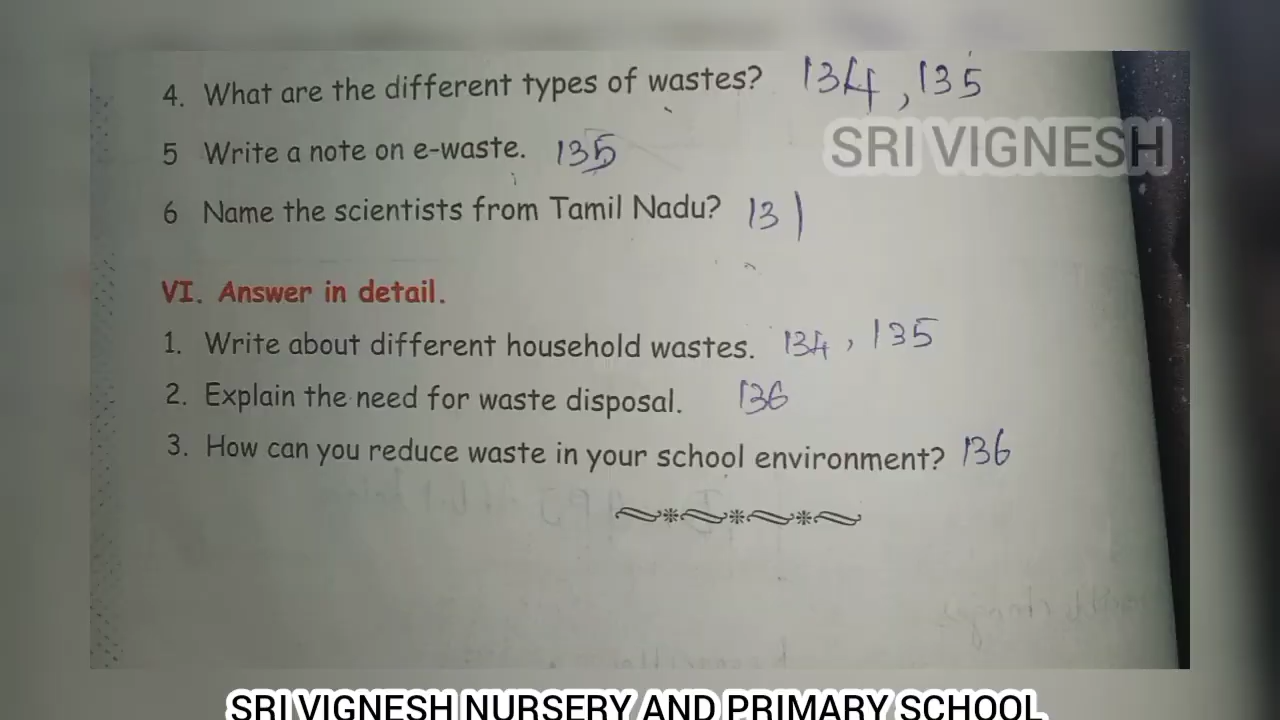 4. What are the different types of wastes? 134, 135
SRI VIGNESH
5 Write a note on e-waste. 135
6 Name the scientists from Tamil Nadu? 131
VI. Answer in detail.
1. Write about different household wastes. 134, 135
2. Explain the need for waste disposal. 136
3. How can you reduce waste in your school environment? 136
SRI VIGNESH NURSERY AND PRIMARY SCHOOL